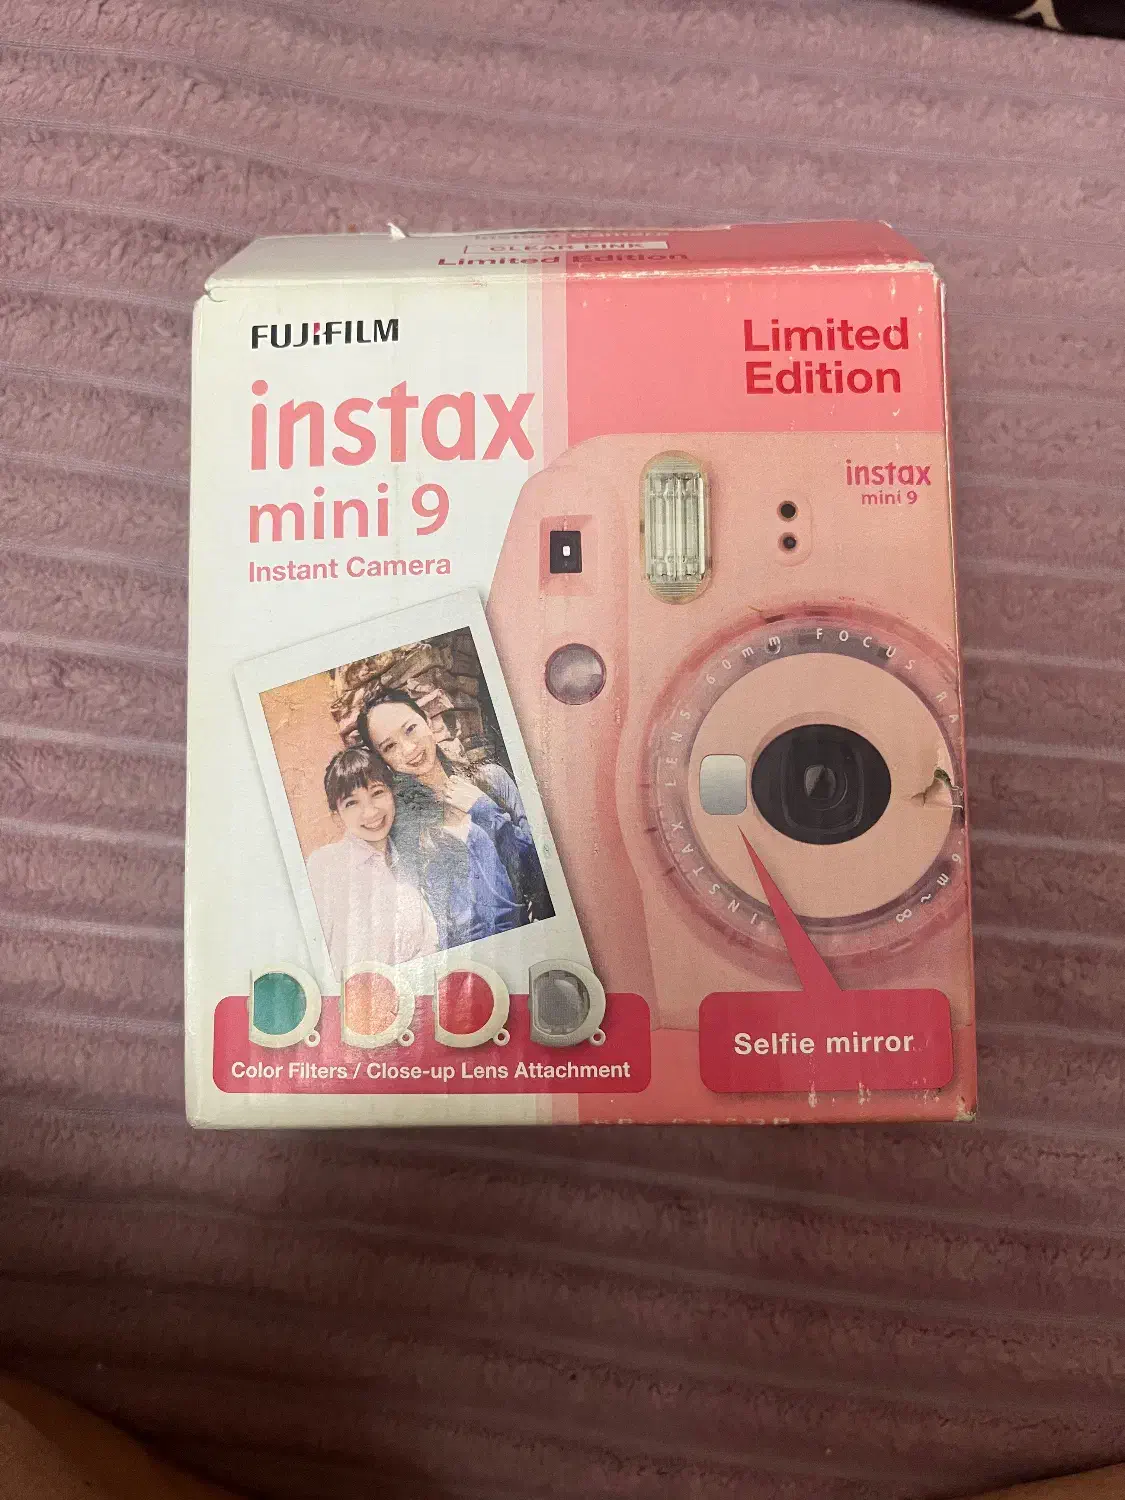 CLEAR PINK
Limited Edition
FUJIFILM
instax
mini 9
Instant Camera
Limited
Edition
instax
mini 9
INSTAX LENS 60mm FOCUS
Color Filters / Close-up Lens Attachment
Selfie mirror